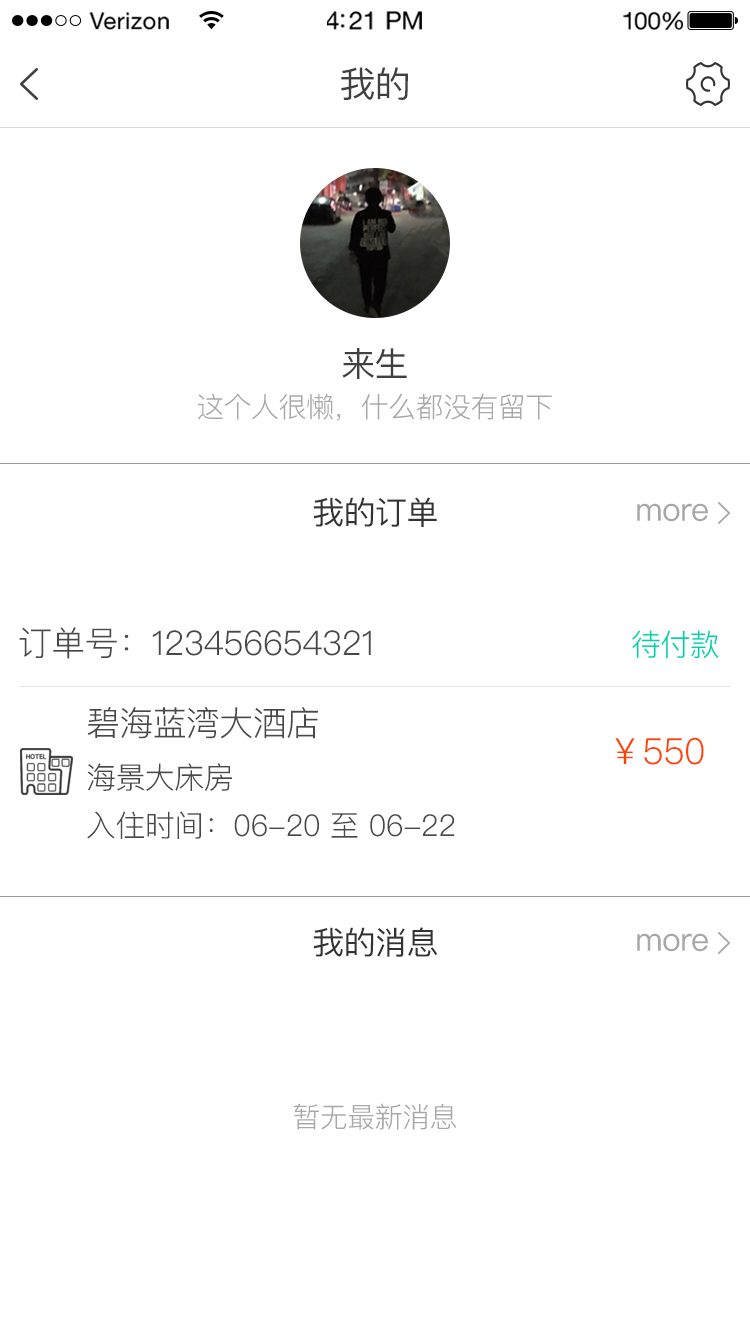 Verizon 4:21 PM 100%
我的
来生
这个人很懒，什么都没有留下
我的订单 more
订单号：123456654321 待付款
碧海蓝湾大酒店
¥550
HOTEL
海景大床房
入住时间：06-20 至 06-22
我的消息 more
暂无最新消息